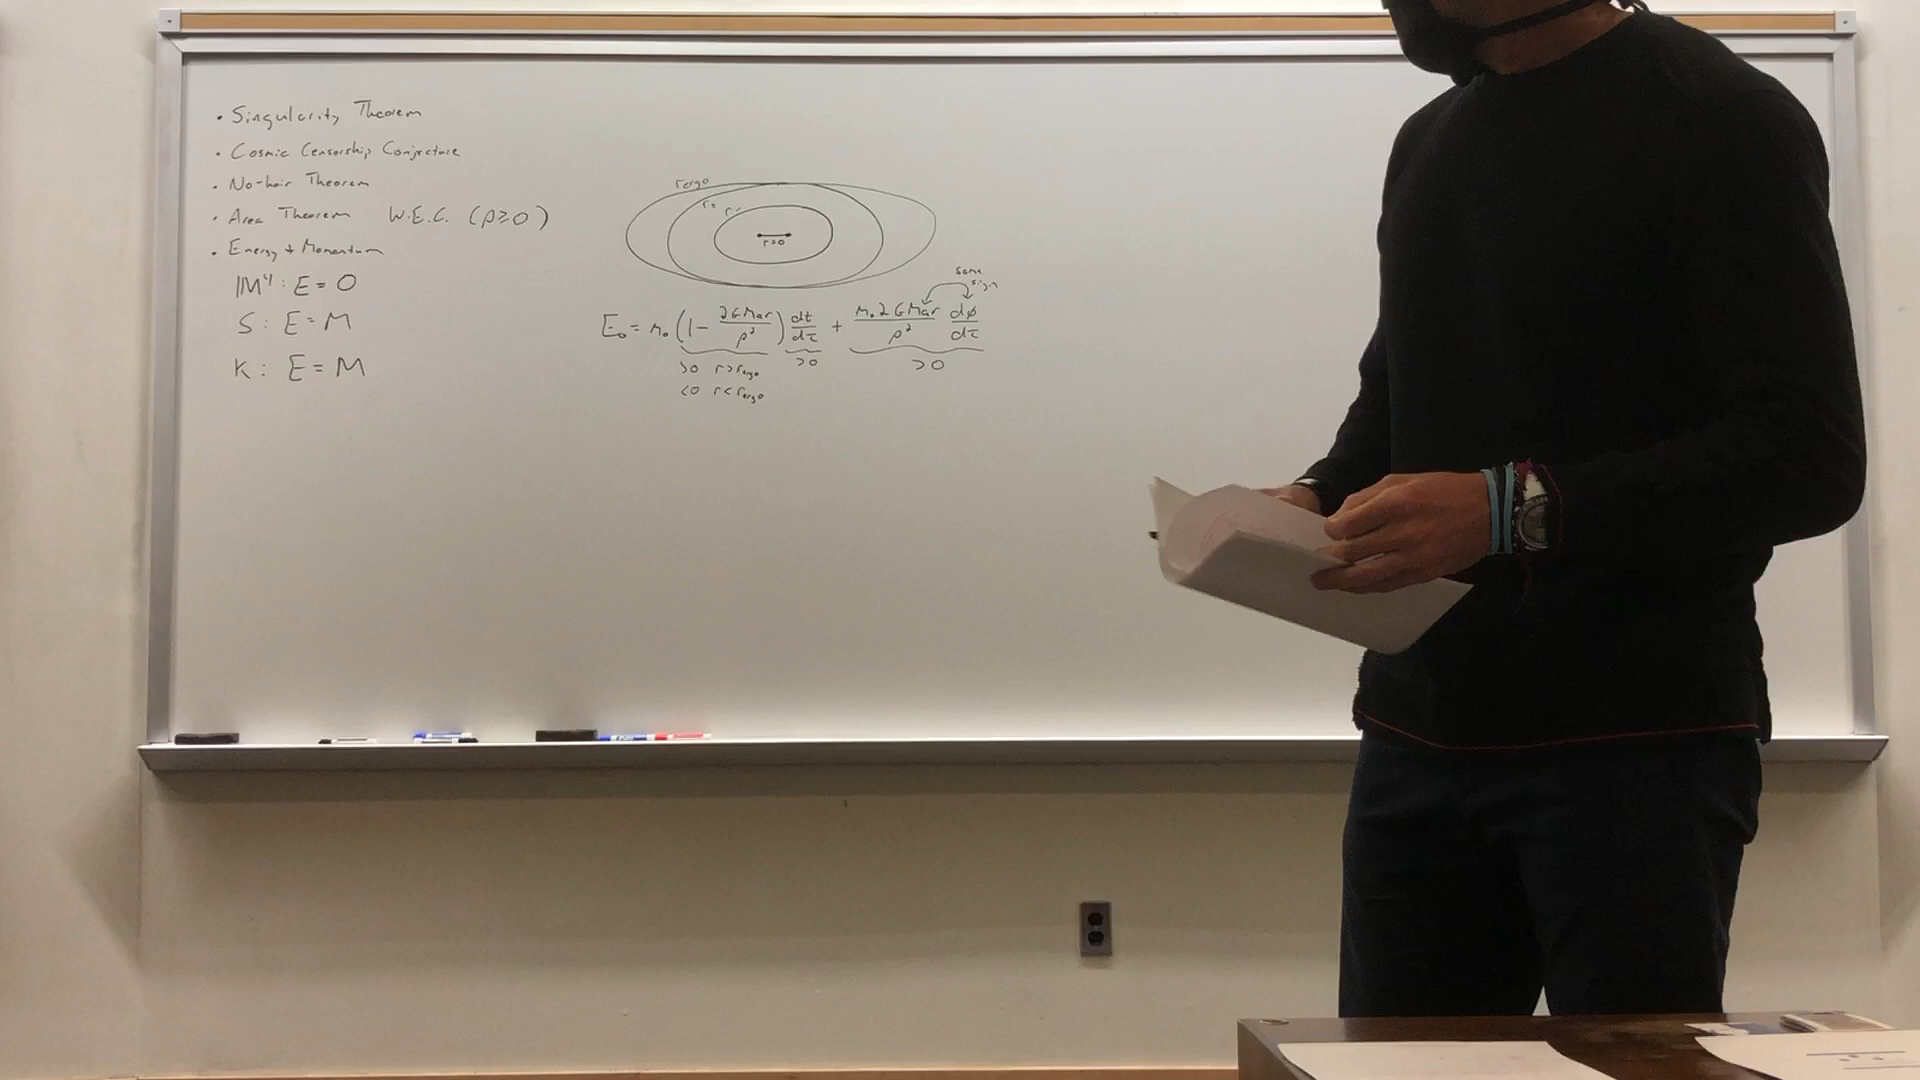 • Singularity Theorem
• Cosmic Censorship Conjecture
• No-hair Theorem
• Area Theorem W.E.C. (ρ≥0)
• Energy & Momentum
𝕄⁴: E = 0
S: E = M
K: E = M
r_ergo
r₊
r₋
r=0
same sign
E₀ = m₀ (1 - 2GMar/ρ²) dt/dτ + m₀2GMar/ρ² dφ/dτ
>0 r>r_ergo >0 >0
<0 r<r_ergo